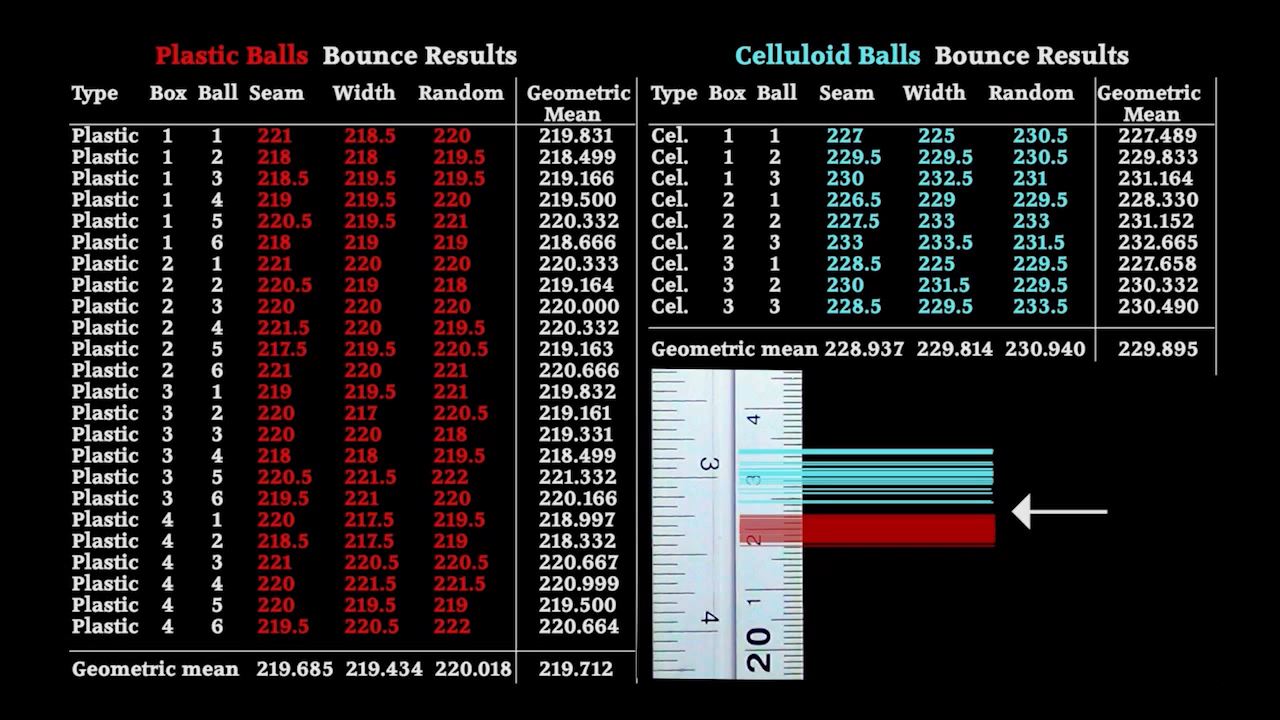 Plastic Balls Bounce Results
Type Box Ball Seam Width Random Geometric Mean
Plastic 1 1 221 218.5 220 219.831
Plastic 1 2 218 218 219.5 218.499
Plastic 1 3 218.5 219.5 219.5 219.166
Plastic 1 4 219 219.5 220 219.500
Plastic 1 5 220.5 219.5 221 220.332
Plastic 1 6 218 219 219 218.666
Plastic 2 1 221 220 220 220.333
Plastic 2 2 220.5 219 218 219.164
Plastic 2 3 220 220 220 220.000
Plastic 2 4 221.5 220 219.5 220.332
Plastic 2 5 217.5 219.5 220.5 219.163
Plastic 2 6 221 220 221 220.666
Plastic 3 1 219 219.5 221 219.832
Plastic 3 2 220 217 220.5 219.161
Plastic 3 3 220 220 218 219.331
Plastic 3 4 218 218 219.5 218.499
Plastic 3 5 220.5 221.5 222 221.332
Plastic 3 6 219.5 221 220 220.166
Plastic 4 1 220 217.5 219.5 218.997
Plastic 4 2 218.5 217.5 219 218.332
Plastic 4 3 221 220.5 220.5 220.667
Plastic 4 4 220 221.5 221.5 220.999
Plastic 4 5 220 219.5 219 219.500
Plastic 4 6 219.5 220.5 222 220.664
Geometric mean 219.685 219.434 220.018 219.712
Celluloid Balls Bounce Results
Type Box Ball Seam Width Random Geometric Mean
Cel. 1 1 227 225 230.5 227.489
Cel. 1 2 229.5 229.5 230.5 229.833
Cel. 1 3 230 232.5 231 231.164
Cel. 2 1 226.5 229 229.5 228.330
Cel. 2 2 227.5 233 233 231.152
Cel. 2 3 233 233.5 231.5 232.665
Cel. 3 1 228.5 225 229.5 227.658
Cel. 3 2 230 231.5 229.5 230.332
Cel. 3 3 228.5 229.5 233.5 230.490
Geometric mean 228.937 229.814 230.940 229.895
4
3
3
2
1
4
20